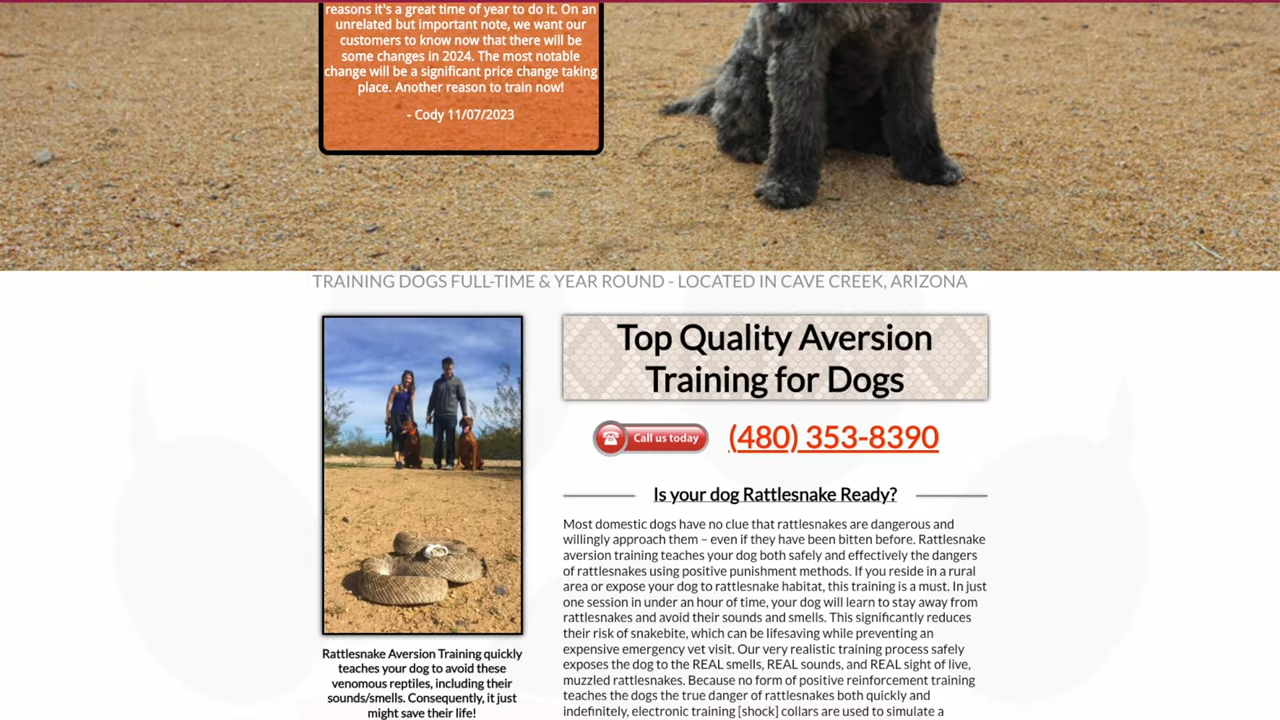 reasons it's a great time of year to do it. On an
unrelated but important note, we want our
customers to know now that there will be
some changes in 2024. The most notable
change will be a significant price change taking
place. Another reason to train now!
- Cody 11/07/2023
TRAINING DOGS FULL-TIME & YEAR ROUND - LOCATED IN CAVE CREEK, ARIZONA
Rattlesnake Aversion Training quickly
teaches your dog to avoid these
venomous reptiles, including their
sounds/smells. Consequently, it just
might save their life!
Top Quality Aversion
Training for Dogs
Call us today (480) 353-8390
Is your dog Rattlesnake Ready?
Most domestic dogs have no clue that rattlesnakes are dangerous and
willingly approach them – even if they have been bitten before. Rattlesnake
aversion training teaches your dog both safely and effectively the dangers
of rattlesnakes using positive punishment methods. If you reside in a rural
area or expose your dog to rattlesnake habitat, this training is a must. In just
one session in under an hour of time, your dog will learn to stay away from
rattlesnakes and avoid their sounds and smells. This significantly reduces
their risk of snakebite, which can be lifesaving while preventing an
expensive emergency vet visit. Our very realistic training process safely
exposes the dog to the REAL smells, REAL sounds, and REAL sight of live,
muzzled rattlesnakes. Because no form of positive reinforcement training
teaches the dogs the true danger of rattlesnakes both quickly and
indefinitely, electronic training [shock] collars are used to simulate a